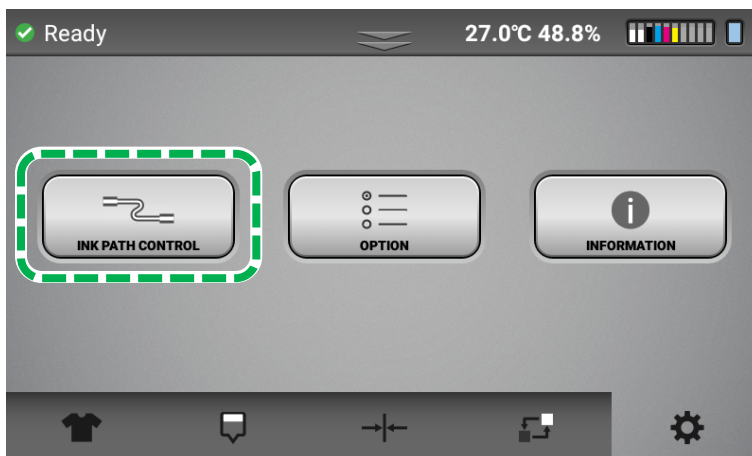 Ready
27.0℃ 48.8%
INK PATH CONTROL
OPTION
INFORMATION